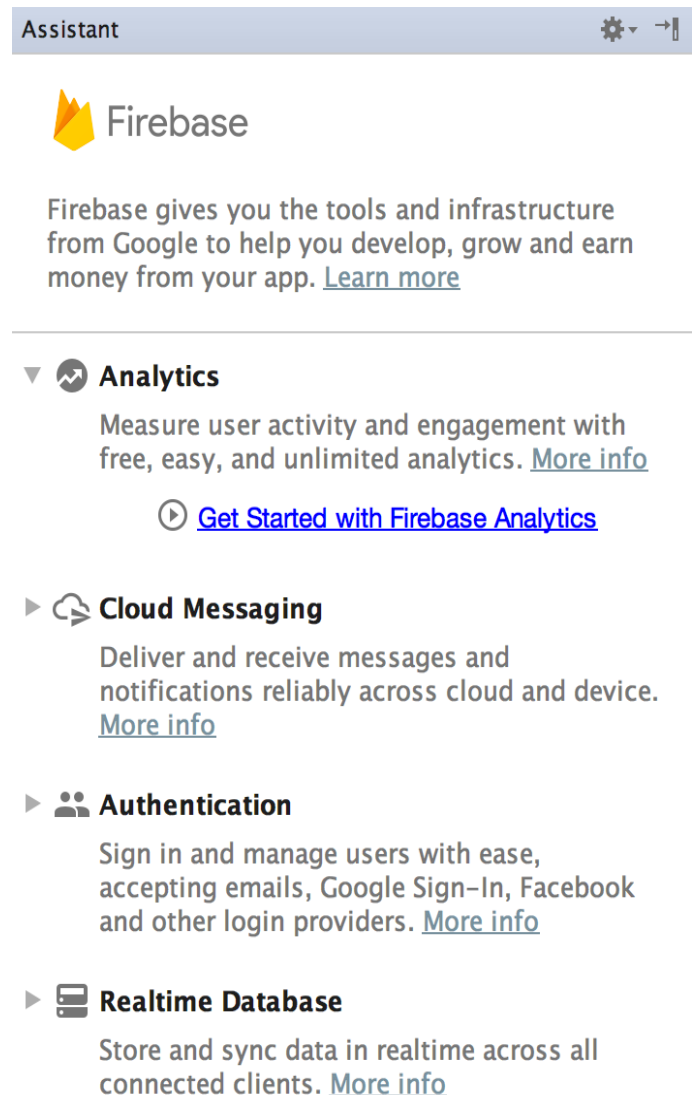 Assistant
Firebase
Firebase gives you the tools and infrastructure
from Google to help you develop, grow and earn
money from your app. Learn more
Analytics
Measure user activity and engagement with
free, easy, and unlimited analytics. More info
Get Started with Firebase Analytics
Cloud Messaging
Deliver and receive messages and
notifications reliably across cloud and device.
More info
Authentication
Sign in and manage users with ease,
accepting emails, Google Sign-In, Facebook
and other login providers. More info
Realtime Database
Store and sync data in realtime across all
connected clients. More info